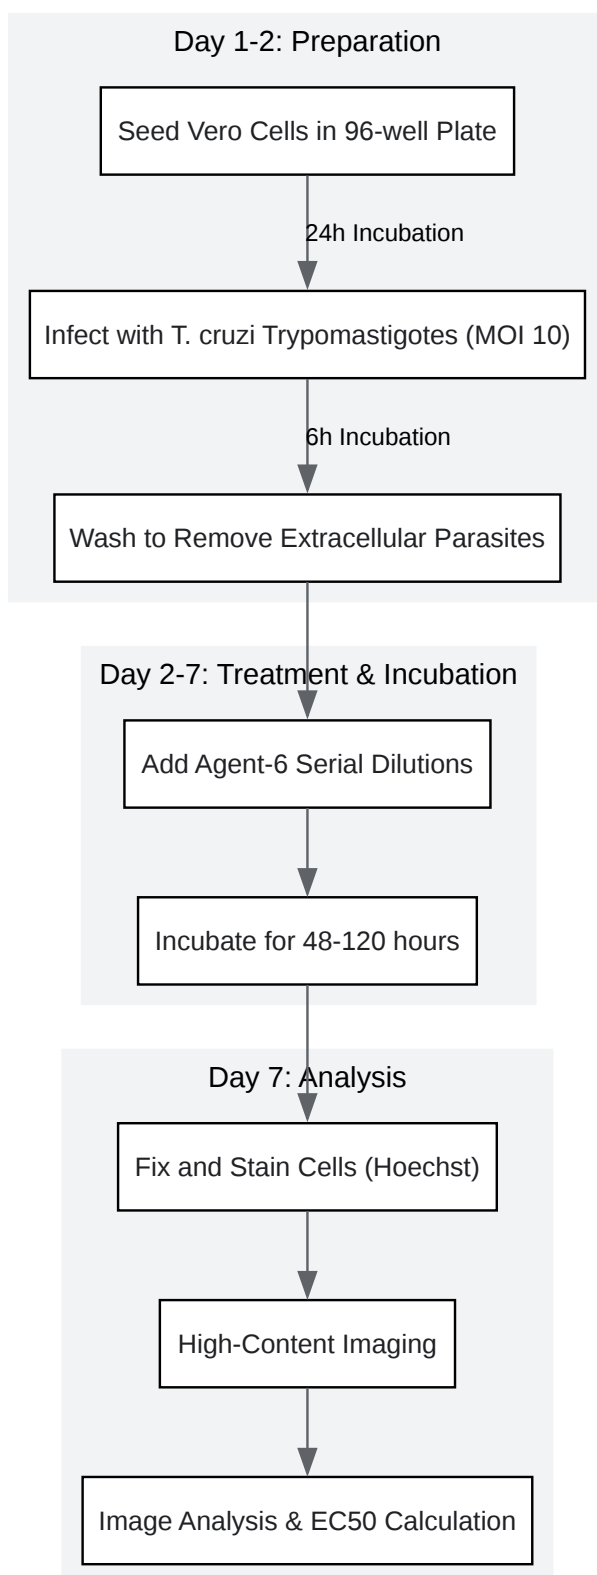 Day 1-2: Preparation
Seed Vero Cells in 96-well Plate
24h Incubation
Infect with T. cruzi Trypomastigotes (MOI 10)
6h Incubation
Wash to Remove Extracellular Parasites
Day 2-7: Treatment & Incubation
Add Agent-6 Serial Dilutions
Incubate for 48-120 hours
Day 7: Analysis
Fix and Stain Cells (Hoechst)
High-Content Imaging
Image Analysis & EC50 Calculation